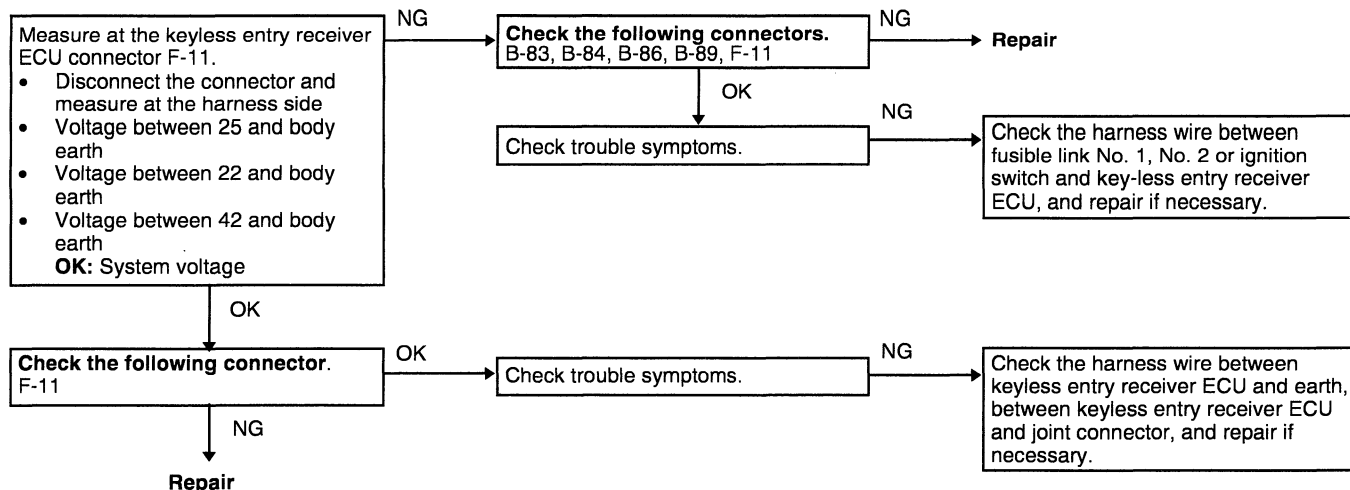 Measure at the keyless entry receiver
ECU connector F-11.
• Disconnect the connector and
measure at the harness side
• Voltage between 25 and body
earth
• Voltage between 22 and body
earth
• Voltage between 42 and body
earth
OK: System voltage
NG
Check the following connectors.
B-83, B-84, B-86, B-89, F-11
NG
Repair
OK
Check trouble symptoms.
NG
Check the harness wire between
fusible link No. 1, No. 2 or ignition
switch and key-less entry receiver
ECU, and repair if necessary.
OK
Check the following connector.
F-11
OK
Check trouble symptoms.
NG
Check the harness wire between
keyless entry receiver ECU and earth,
between keyless entry receiver ECU
and joint connector, and repair if
necessary.
NG
Repair